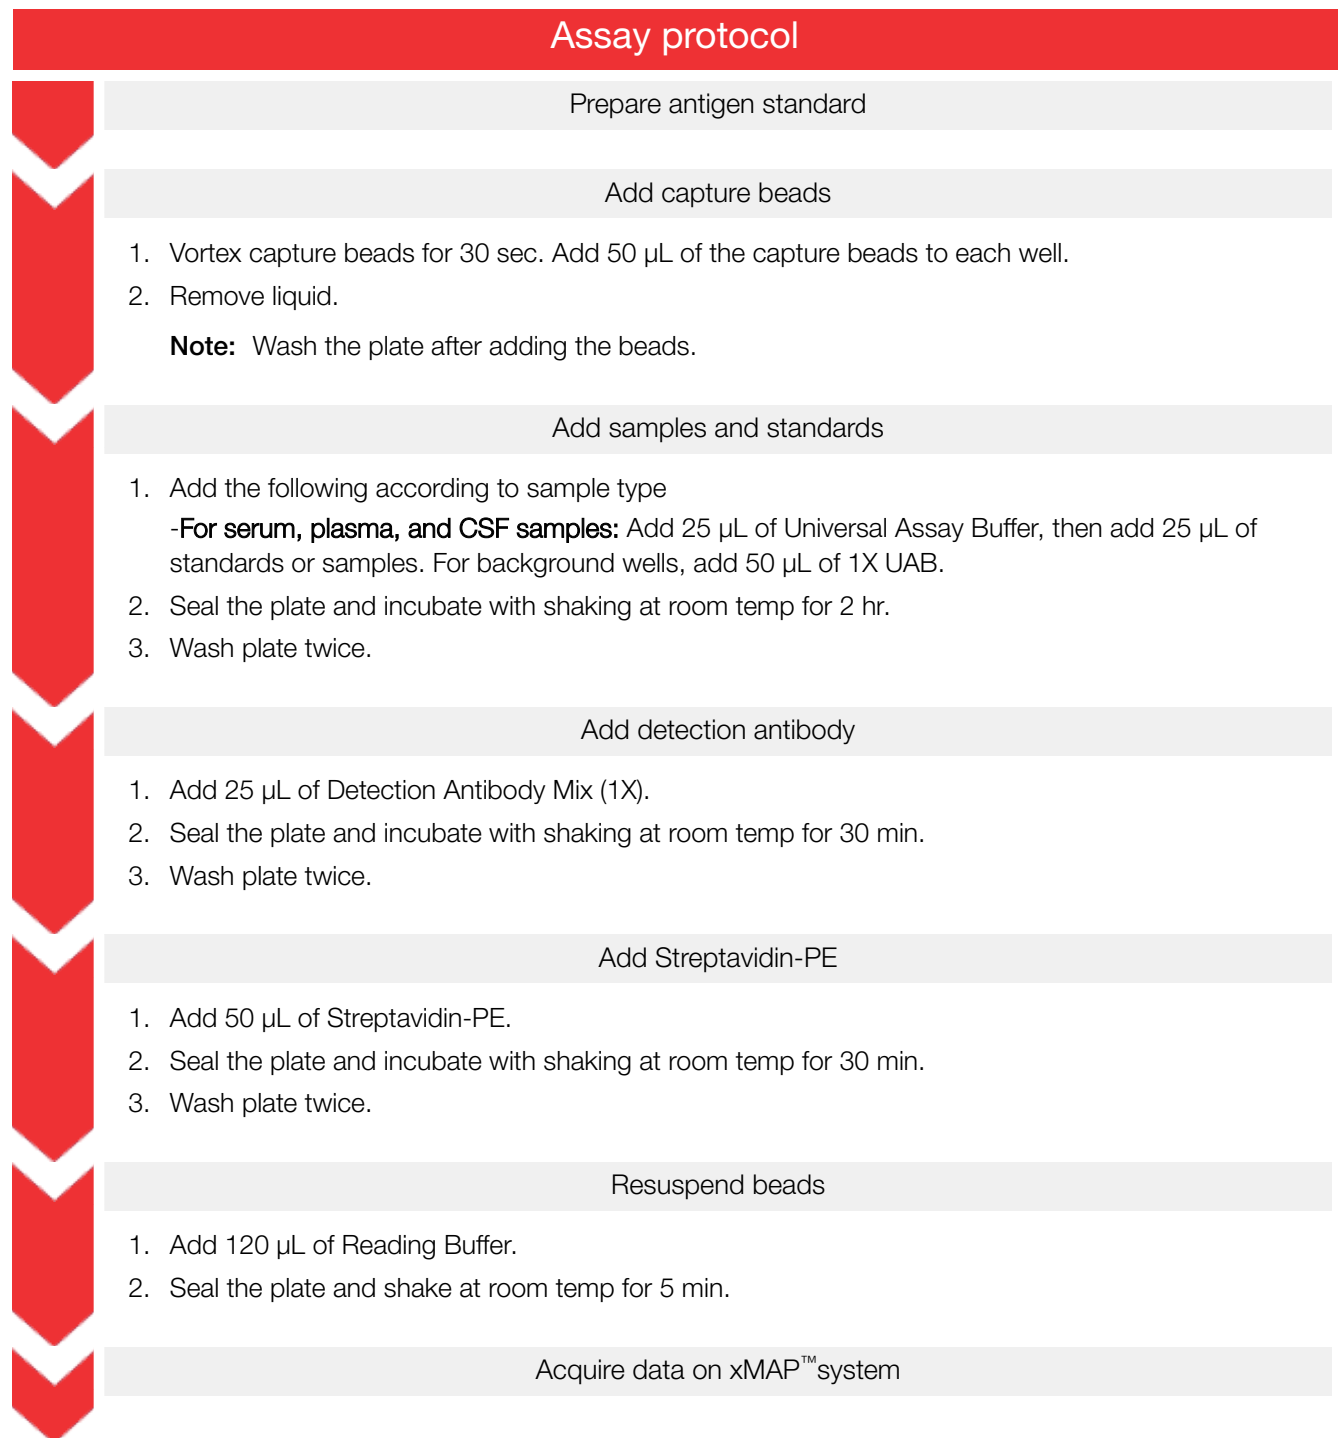 Assay protocol
Prepare antigen standard
Add capture beads
1. Vortex capture beads for 30 sec. Add 50 µL of the capture beads to each well.
2. Remove liquid.
Note: Wash the plate after adding the beads.
Add samples and standards
1. Add the following according to sample type
-For serum, plasma, and CSF samples: Add 25 µL of Universal Assay Buffer, then add 25 µL of
standards or samples. For background wells, add 50 µL of 1X UAB.
2. Seal the plate and incubate with shaking at room temp for 2 hr.
3. Wash plate twice.
Add detection antibody
1. Add 25 µL of Detection Antibody Mix (1X).
2. Seal the plate and incubate with shaking at room temp for 30 min.
3. Wash plate twice.
Add Streptavidin-PE
1. Add 50 µL of Streptavidin-PE.
2. Seal the plate and incubate with shaking at room temp for 30 min.
3. Wash plate twice.
Resuspend beads
1. Add 120 µL of Reading Buffer.
2. Seal the plate and shake at room temp for 5 min.
Acquire data on xMAP™system